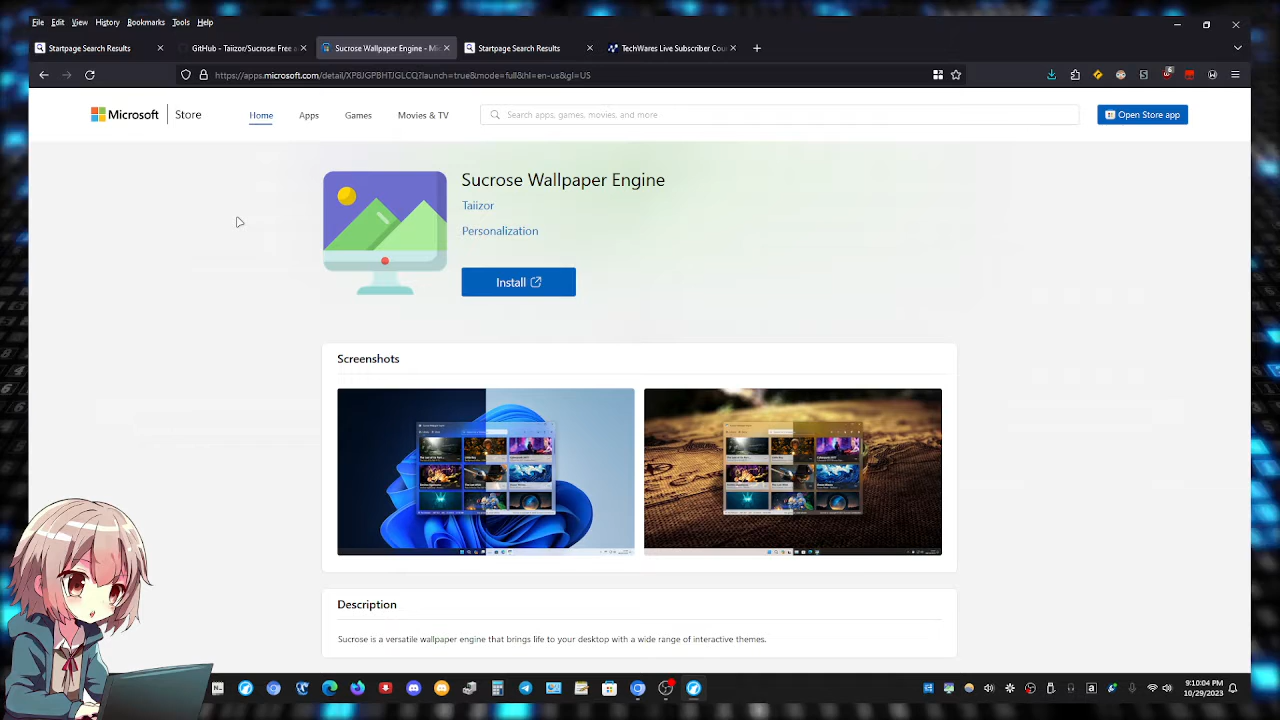 File Edit View History Bookmarks Tools Help
Startpage Search Results
GitHub - Taiizor/Sucrose: Free a
Sucrose Wallpaper Engine - Mic
Startpage Search Results
TechWares Live Subscriber Cou
https://apps.microsoft.com/detail/XP8JGPBHTJGLCQ?launch=true&mode=full&hl=en-us&gl=US
Microsoft Store Home Apps Games Movies & TV Search apps, games, movies, and more Open Store app
Sucrose Wallpaper Engine
Taiizor
Personalization
Install
Screenshots
Description
Sucrose is a versatile wallpaper engine that brings life to your desktop with a wide range of interactive themes.
9:10:04 PM
10/29/2023